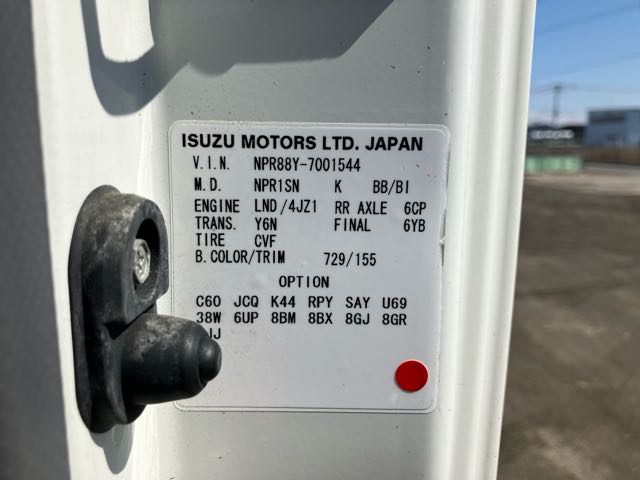 ISUZU MOTORS LTD. JAPAN
V.I.N. NPR88Y-7001544
M.D. NPR1SN K BB/BI
ENGINE LND/4JZ1 RR AXLE 6CP
TRANS. Y6N FINAL 6YB
TIRE CVF
B.COLOR/TRIM 729/155
OPTION
C60 JCQ K44 RPY SAY U69
38W 6UP 8BM 8BX 8GJ 8GR